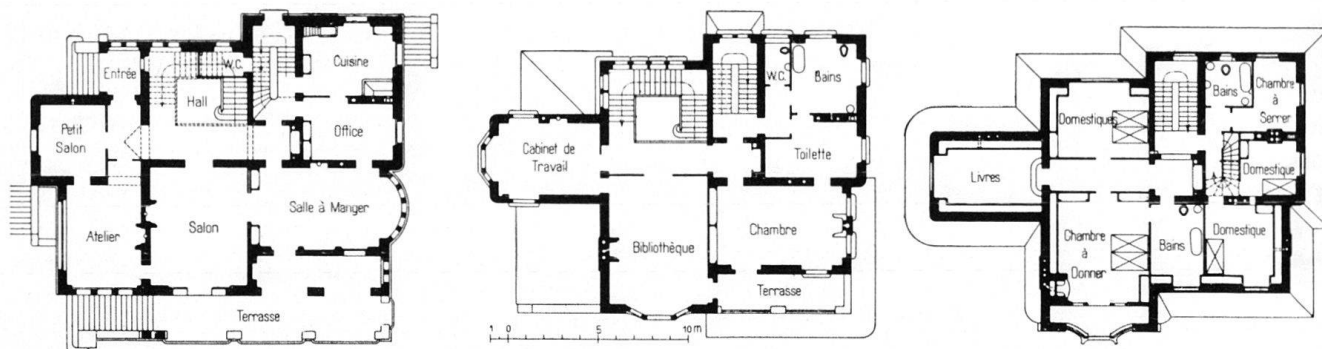 Entrée
W.C.
Cuisine
Hall
Petit
Salon
Office
Atelier
Salon
Salle à Manger
Terrasse
W.C.
Bains
Cabinet de
Travail
Toilette
Bibliothèque
Chambre
Terrasse
1 0 5 10 m
Domestiques
Bains
Chambre
à
Serrer
Livres
Domestique
Chambre
à
Donner
Bains
Domestique